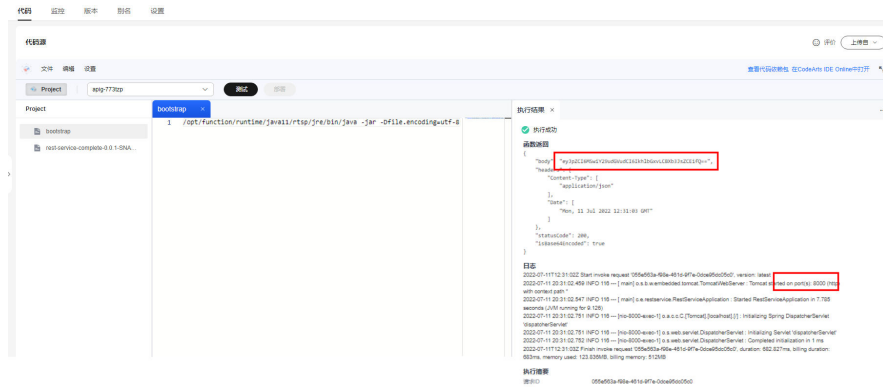 代码 监控 版本 别名 设置
代码源
评价 上传自
文件 编辑 设置
查看代码依赖包 在CodeArts IDE Online中打开
Project apig-773tzp 测试 部署
Project
bootstrap
rest-service-complete-0.0.1-SNA...
bootstrap ×
1 /opt/function/runtime/java11/rtsp/jre/bin/java -jar -Dfile.encoding=utf-8
执行结果 ×
执行成功
函数返回
{
"body":
"headers": {
"Content-Type": [
"application/json"
],
"Date": [
"Mon, 11 Jul 2022 12:31:03 GMT"
]
},
"statusCode": 200,
"isBase64Encoded": true
}
日志
2022-07-11T12:31:02Z Start invoke request '055e563a-f98e-461d-9f7e-0dce95dc05c0', version: latest
2022-07-11 20:31:02.459 INFO 116 --- [ main] o.s.b.w.embedded.tomcat.TomcatWebServer : Tomcat started on port(s): 8000 (http)
with context path ''
2022-07-11 20:31:02.547 INFO 116 --- [ main] c.e.restservice.RestServiceApplication : Started RestServiceApplication in 7.785
seconds (JVM running for 9.125)
2022-07-11 20:31:02.751 INFO 116 --- [nio-8000-exec-1] o.a.c.c.C.[Tomcat].[localhost].[/] : Initializing Spring DispatcherServlet
'dispatcherServlet'
2022-07-11 20:31:02.751 INFO 116 --- [nio-8000-exec-1] o.s.web.servlet.DispatcherServlet : Initializing Servlet 'dispatcherServlet'
2022-07-11 20:31:02.752 INFO 116 --- [nio-8000-exec-1] o.s.web.servlet.DispatcherServlet : Completed initialization in 1 ms
2022-07-11T12:31:03Z Finish invoke request '055e563a-f98e-461d-9f7e-0dce95dc05c0', duration: 682.827ms, billing duration:
683ms, memory used: 123.836MB, billing memory: 512MB
执行摘要
请求ID 055e563a-f98e-461d-9f7e-0dce95dc05c0